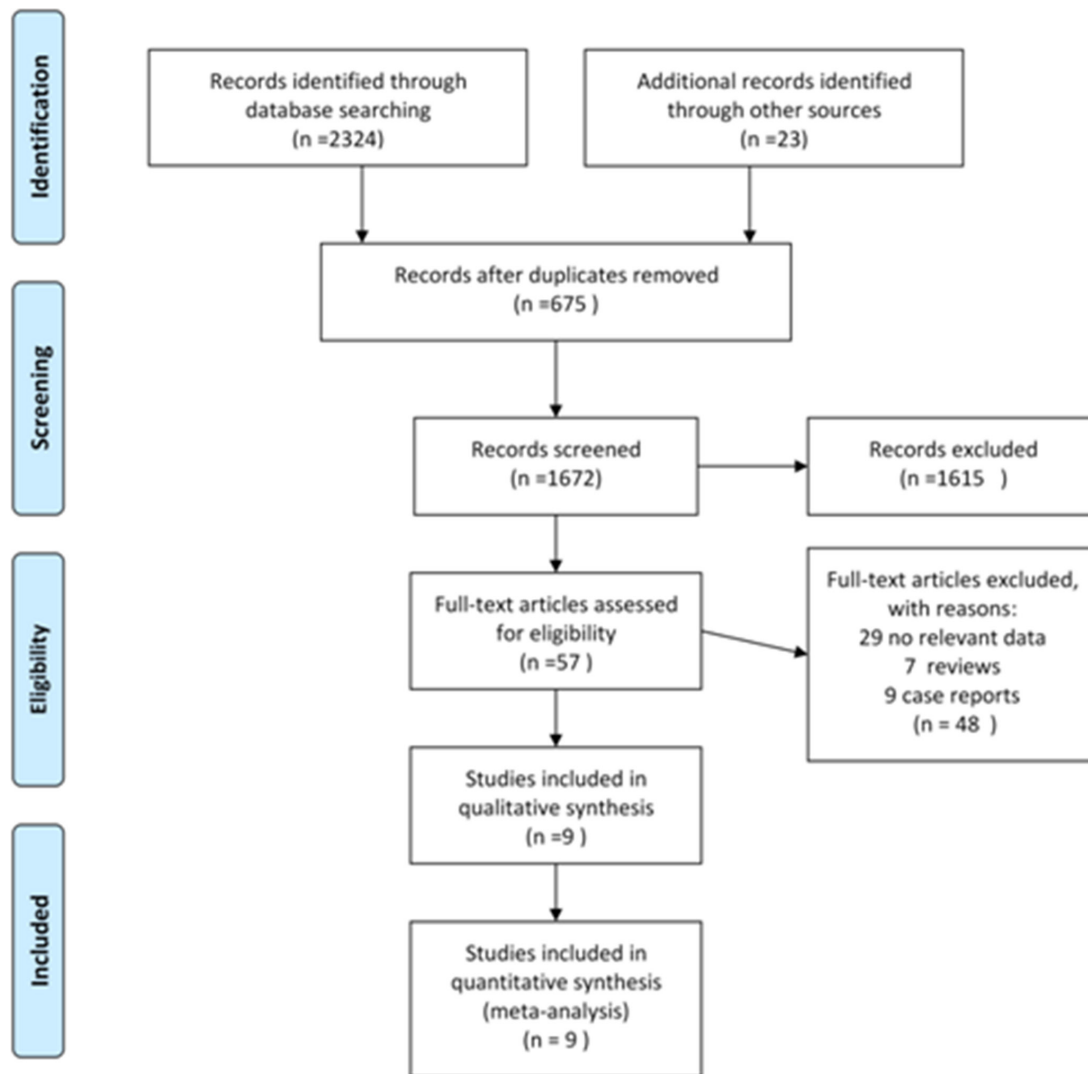 Identification
Records identified through
database searching
(n =2324)
Additional records identified
through other sources
(n =23)
Records after duplicates removed
(n =675 )
Screening
Records screened
(n =1672)
Records excluded
(n =1615 )
Eligibility
Full-text articles assessed
for eligibility
(n =57 )
Full-text articles excluded,
with reasons:
29 no relevant data
7 reviews
9 case reports
(n = 48 )
Studies included in
qualitative synthesis
(n =9 )
Included
Studies included in
quantitative synthesis
(meta-analysis)
(n = 9 )